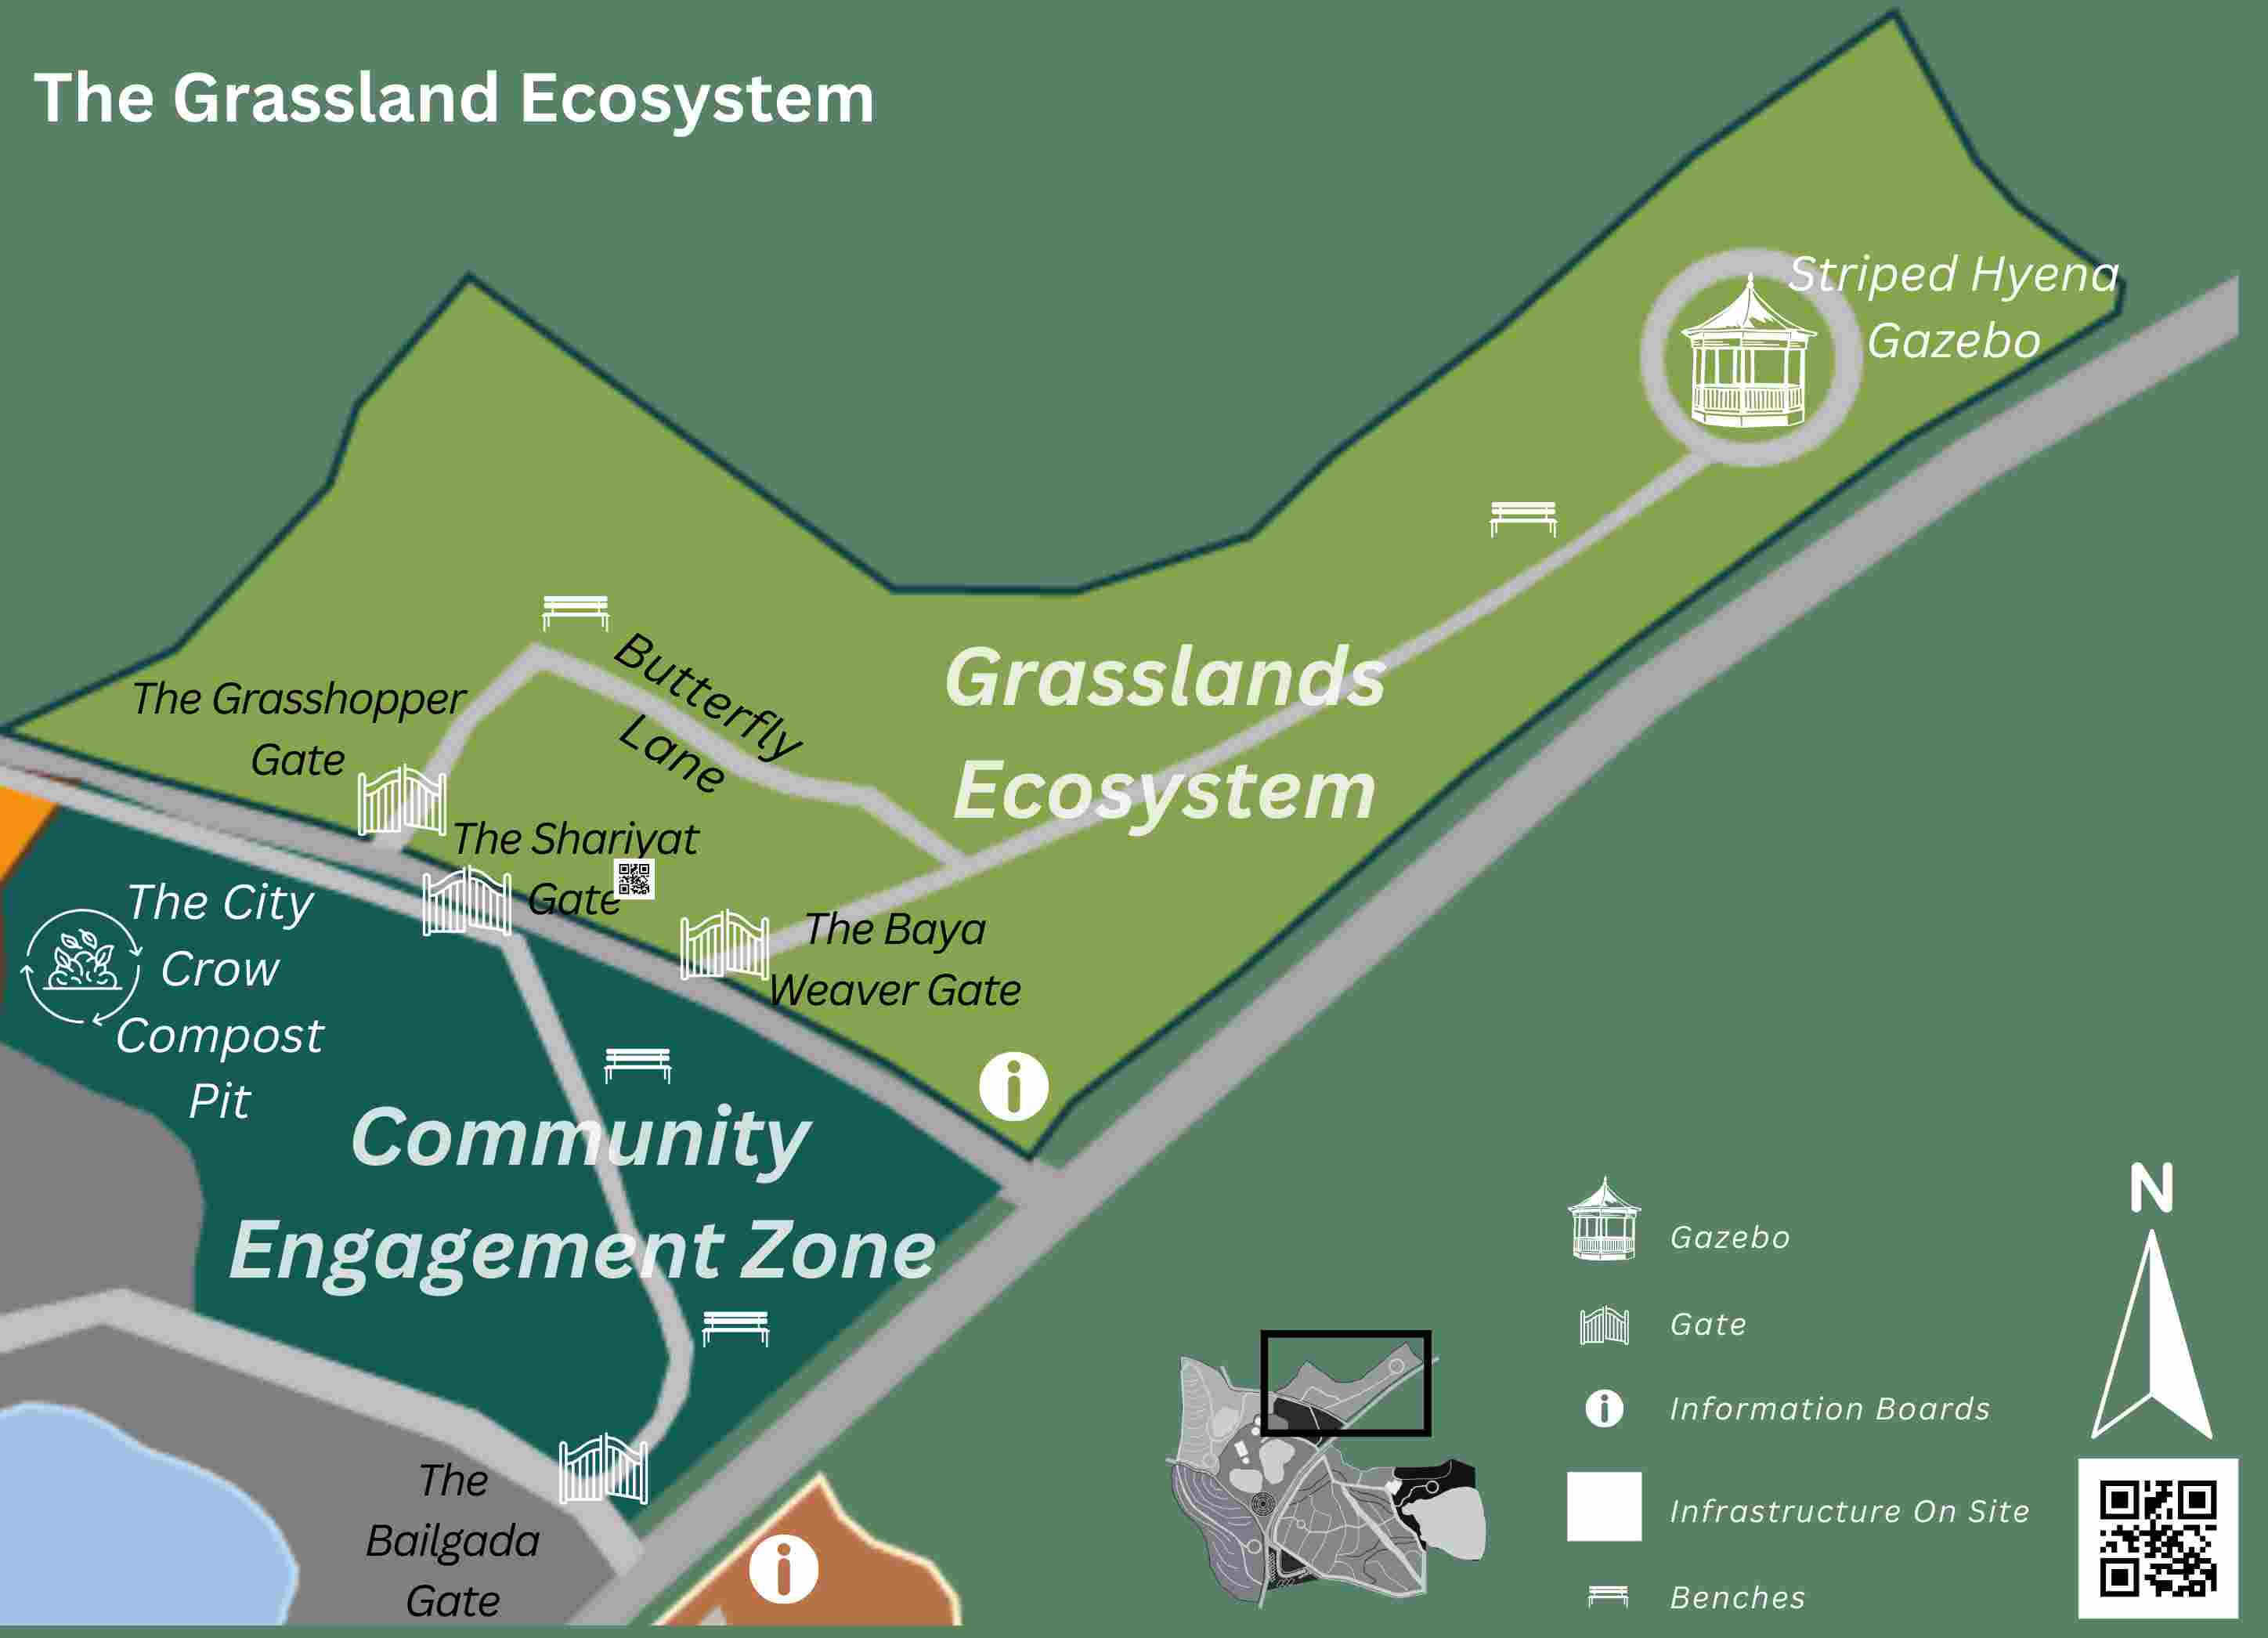 The Grassland Ecosystem
Striped Hyena
Gazebo
Butterfly
Lane
Grasslands
Ecosystem
The Grasshopper
Gate
The Shariyat
Gate
The Baya
Weaver Gate
The City
Crow
Compost
Pit
Community
Engagement Zone
The
Bailgada
Gate
N
Gazebo
Gate
Information Boards
Infrastructure On Site
Benches